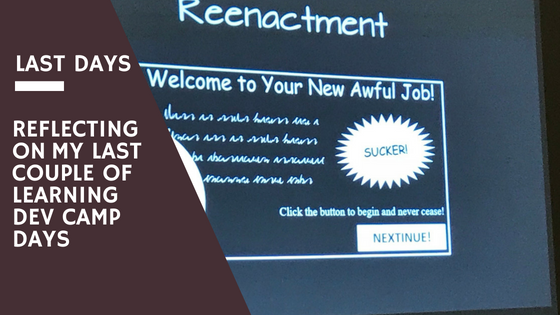 LAST DAYS
REFLECTING
ON MY LAST
COUPLE OF
LEARNING
DEV CAMP
DAYS
Reenactment
Welcome to Your New Awful Job!
SUCKER!
Click the button to begin and never cease!
NEXTINUE!